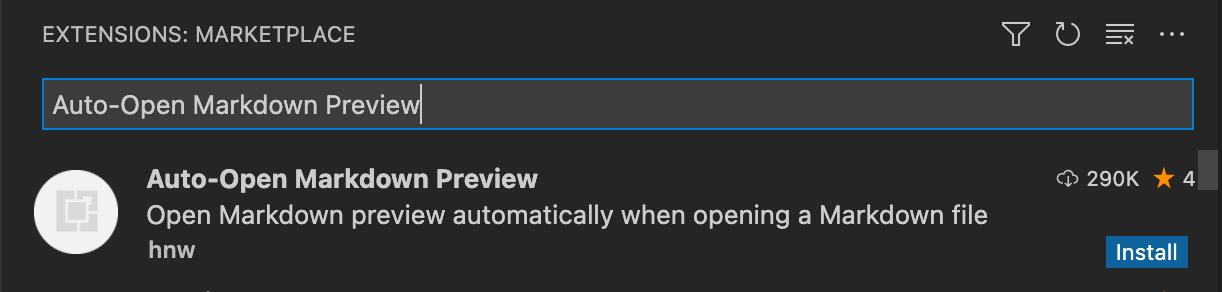 EXTENSIONS: MARKETPLACE
Auto-Open Markdown Preview
Auto-Open Markdown Preview 290K 4
Open Markdown preview automatically when opening a Markdown file
hnw
Install